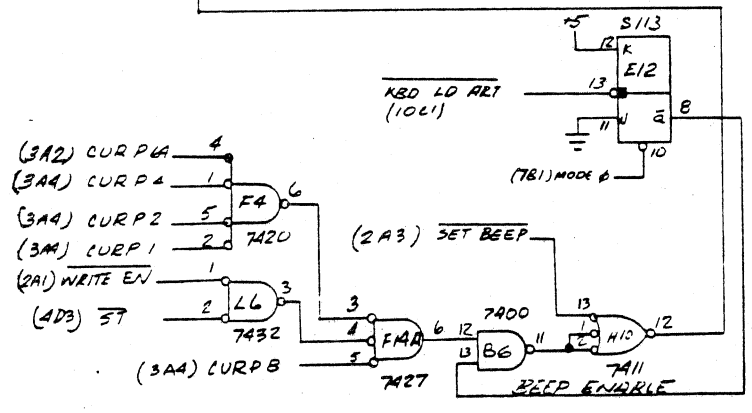 S113
+5
12
K
E12
KBD LD ART
(10C1)
13
11
J
Q
8
10
(7B1) MODE φ
(3A2) CURP 16
4
(3A4) CURP 4
1
F4
6
(3A4) CURP 2
5
(3A4) CURP 1
2
7420
(2A1) WRITE EN
1
L6
3
(4D3) ST
2
7432
(2A3) SET BEEP
3
4
F14A
6
5
(3A4) CURP 8
7427
7400
12
B6
11
13
13
1
H10
12
2
7411
BEEP ENABLE